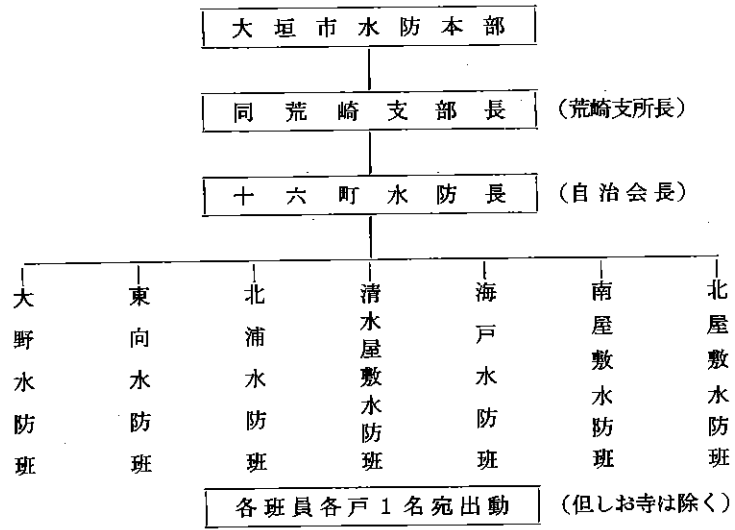 大垣市水防本部
同荒崎支部長 (荒崎支所長)
十六町水防長 (自治会長)
大野水防班
東向水防班
北浦水防班
清水屋敷水防班
海戸水防班
南屋敷水防班
北屋敷水防班
各班員各戸1名宛出動 (但しお寺は除く)